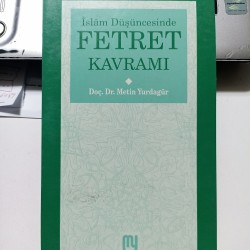 İslâm Düşüncesinde
FETRET
KAVRAMI
Doç. Dr. Metin Yurdagür